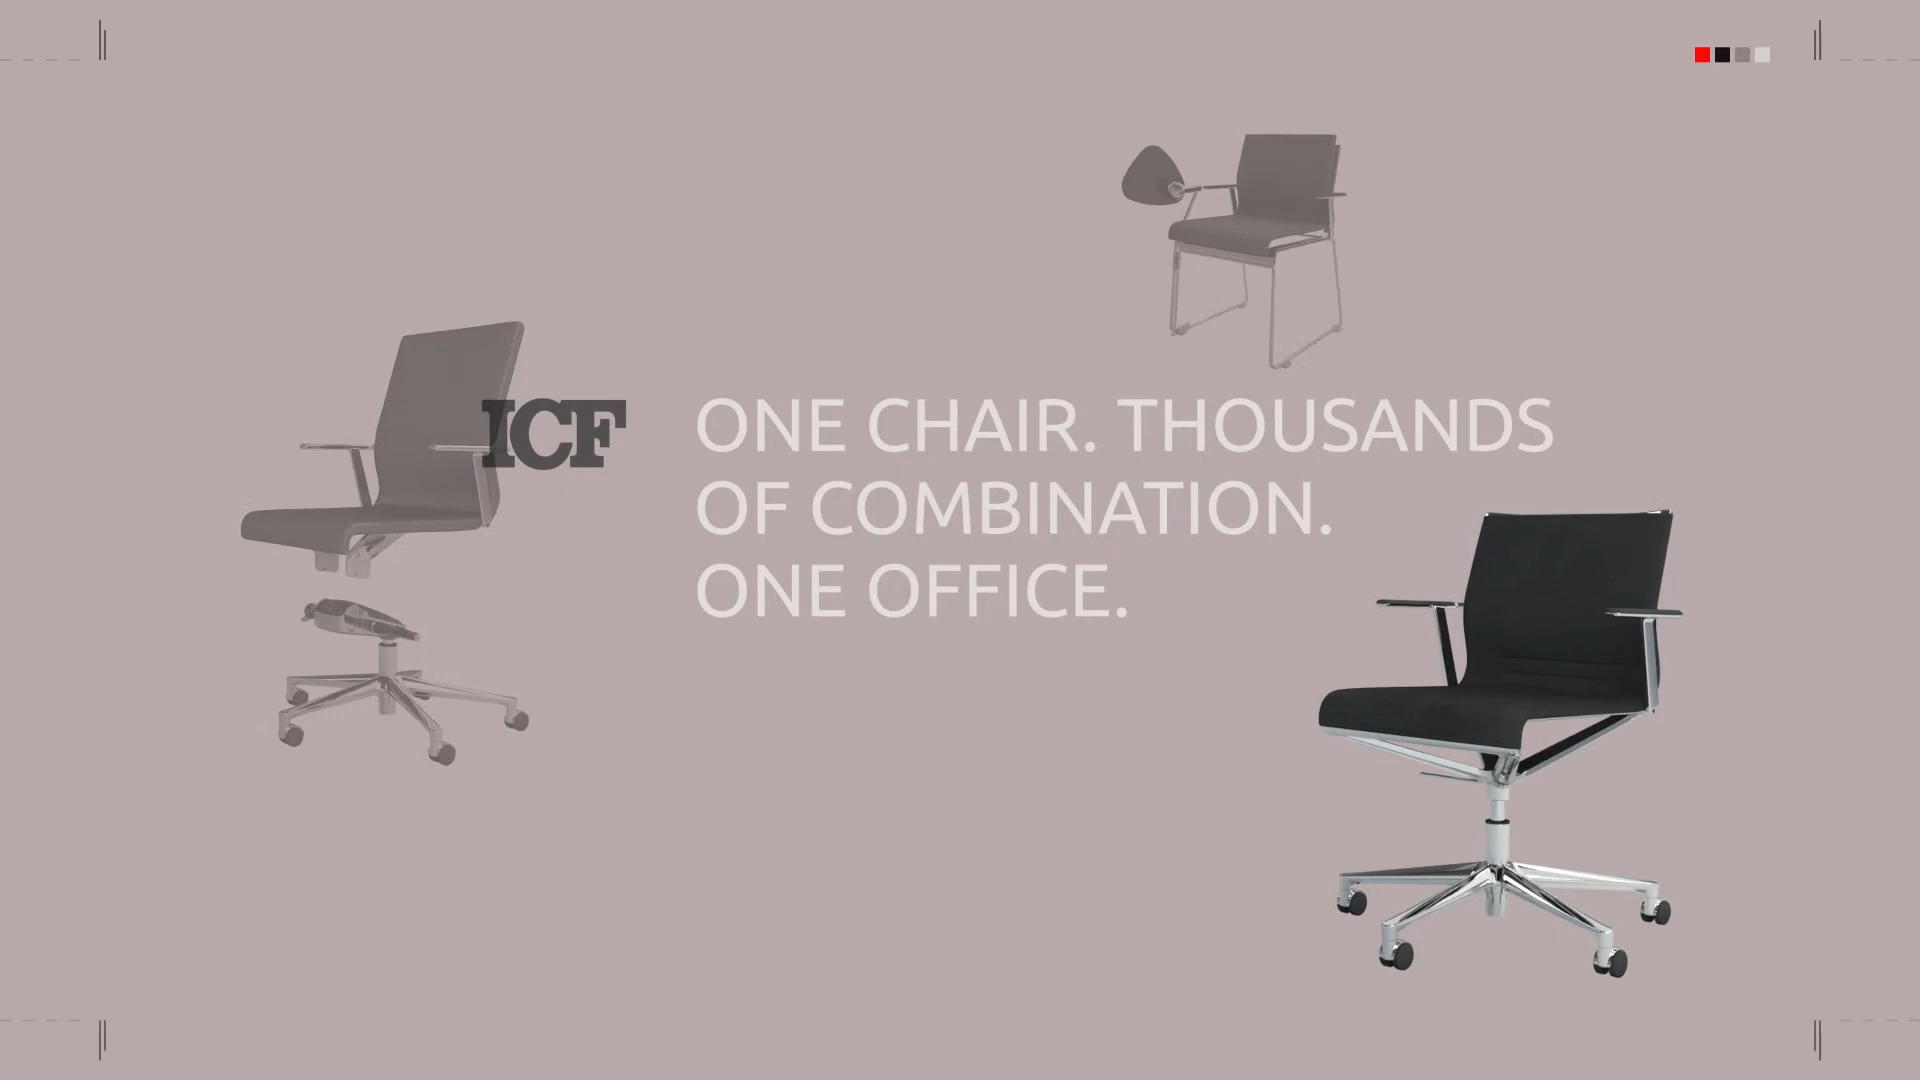 ICF
ONE CHAIR. THOUSANDS
OF COMBINATION.
ONE OFFICE.